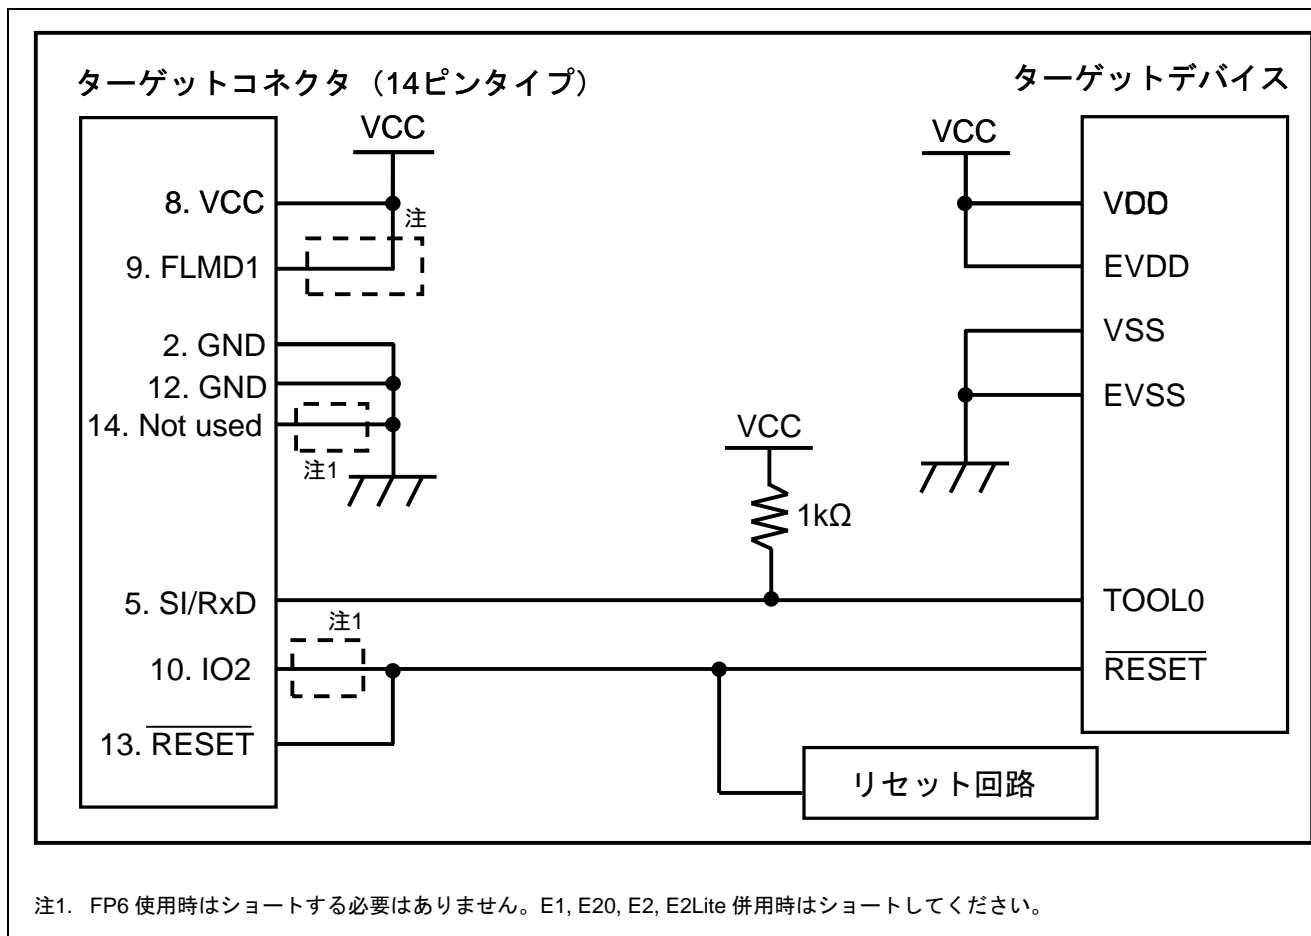 ターゲットコネクタ（14ピンタイプ）
ターゲットデバイス
VCC
VCC
8. VCC
注
9. FLMD1
2. GND
12. GND
14. Not used
注1
VDD
EVDD
VSS
EVSS
VCC
1kΩ
5. SI/RxD
TOOL0
注1
10. IO2
RESET
13. RESET
リセット回路
注1. FP6 使用時はショートする必要はありません。E1, E20, E2, E2Lite 併用時はショートしてください。